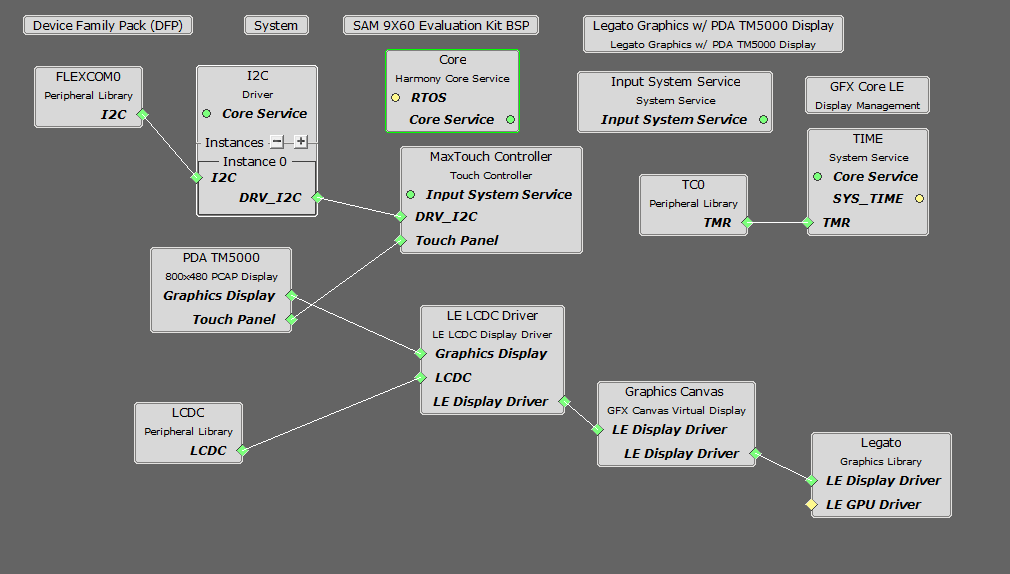 Device Family Pack (DFP)
System
SAM 9X60 Evaluation Kit BSP
Legato Graphics w/ PDA TM5000 Display
Legato Graphics w/ PDA TM5000 Display
FLEXCOM0
Peripheral Library
I2C
I2C
Driver
Core Service
Instances
Instance 0
I2C
DRV_I2C
Core
Harmony Core Service
RTOS
Core Service
Input System Service
System Service
Input System Service
GFX Core LE
Display Management
MaxTouch Controller
Touch Controller
Input System Service
DRV_I2C
Touch Panel
TC0
Peripheral Library
TMR
TIME
System Service
Core Service
SYS_TIME
TMR
PDA TM5000
800x480 PCAP Display
Graphics Display
Touch Panel
LE LCDC Driver
LE LCDC Display Driver
Graphics Display
LCDC
LE Display Driver
LCDC
Peripheral Library
LCDC
Graphics Canvas
GFX Canvas Virtual Display
LE Display Driver
LE Display Driver
Legato
Graphics Library
LE Display Driver
LE GPU Driver